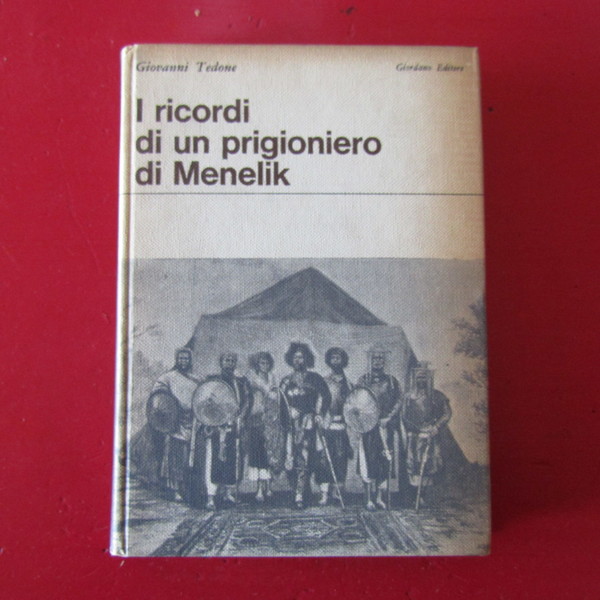 Giovanni Tedone
Giordano Editore
I ricordi
di un prigioniero
di Menelik